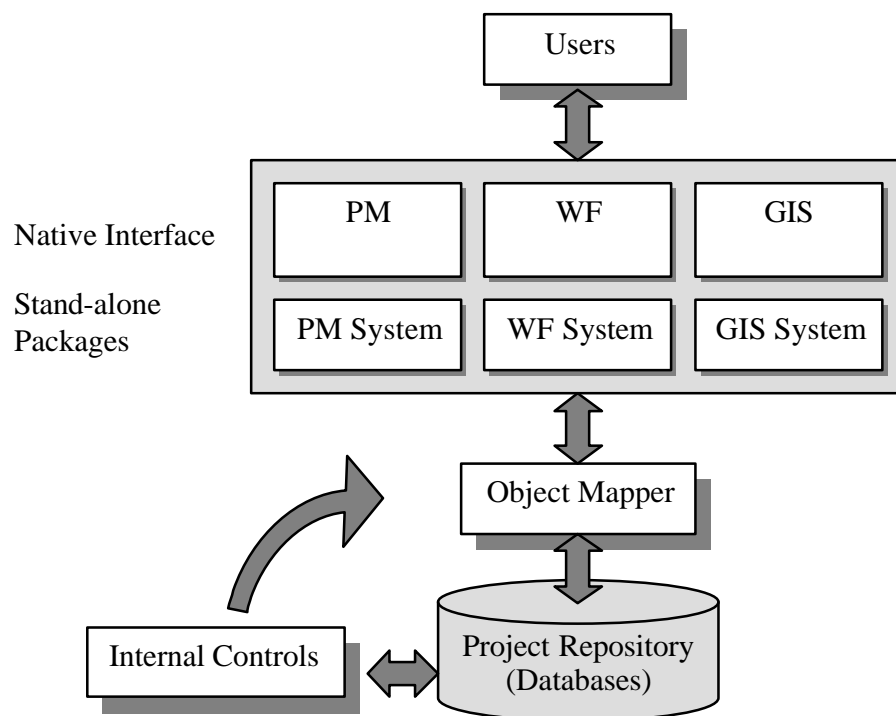 Users
Native Interface
PM
WF
GIS
Stand-alone
Packages
PM System
WF System
GIS System
Object Mapper
Internal Controls
Project Repository
(Databases)